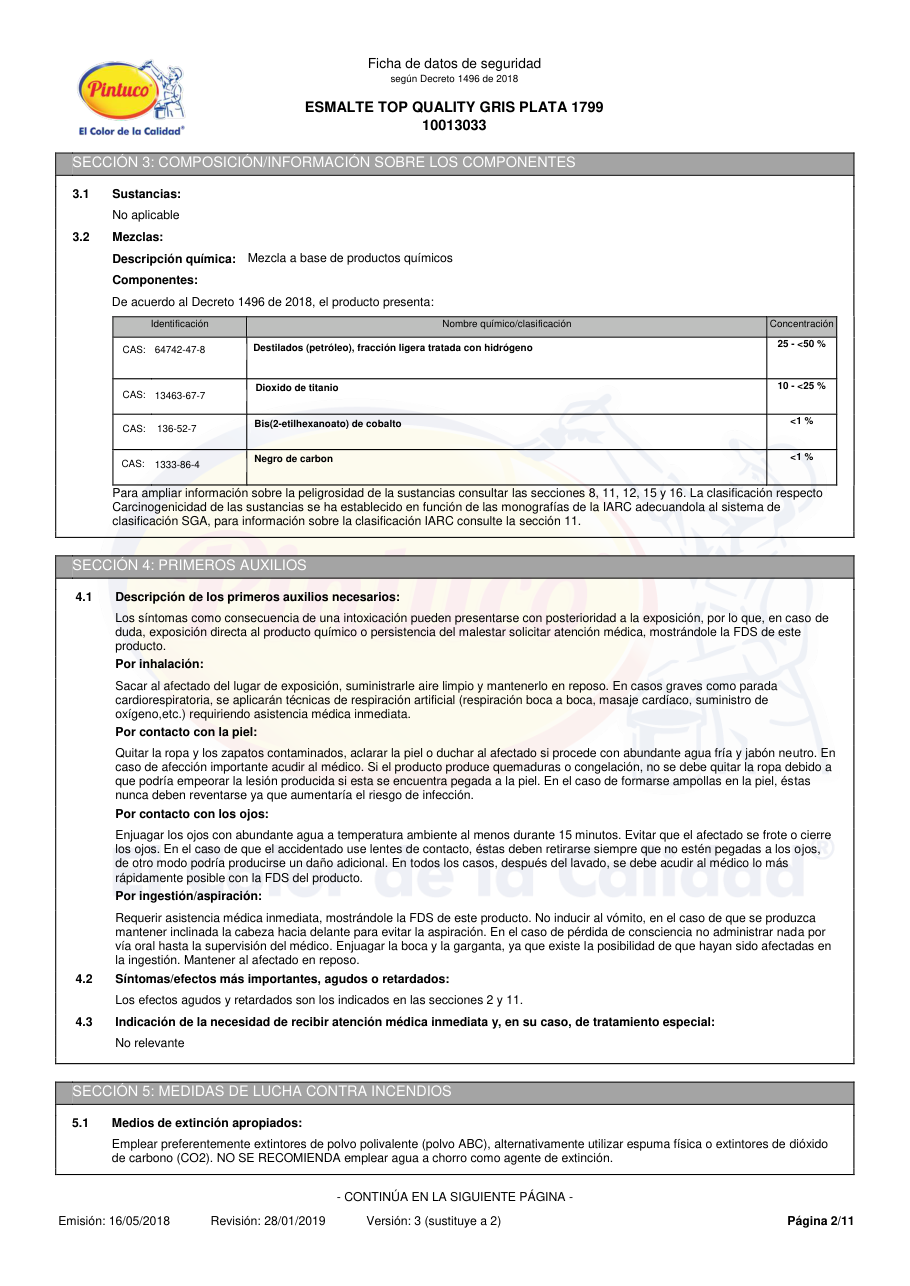 Pintuco®
El Color de la Calidad®
Ficha de datos de seguridad
según Decreto 1496 de 2018
ESMALTE TOP QUALITY GRIS PLATA 1799
10013033
SECCIÓN 3: COMPOSICIÓN/INFORMACIÓN SOBRE LOS COMPONENTES
3.1 Sustancias:
No aplicable
3.2 Mezclas:
Descripción química: Mezcla a base de productos químicos
Componentes:
De acuerdo al Decreto 1496 de 2018, el producto presenta:
Identificación Nombre químico/clasificación Concentración
CAS: 64742-47-8 Destilados (petróleo), fracción ligera tratada con hidrógeno 25 - <50 %
CAS: 13463-67-7 Dioxido de titanio 10 - <25 %
CAS: 136-52-7 Bis(2-etilhexanoato) de cobalto <1 %
CAS: 1333-86-4 Negro de carbon <1 %
Para ampliar información sobre la peligrosidad de la sustancias consultar las secciones 8, 11, 12, 15 y 16. La clasificación respecto
Carcinogenicidad de las sustancias se ha establecido en función de las monografías de la IARC adecuandola al sistema de
clasificación SGA, para información sobre la clasificación IARC consulte la sección 11.
SECCIÓN 4: PRIMEROS AUXILIOS
4.1 Descripción de los primeros auxilios necesarios:
Los síntomas como consecuencia de una intoxicación pueden presentarse con posterioridad a la exposición, por lo que, en caso de
duda, exposición directa al producto químico o persistencia del malestar solicitar atención médica, mostrándole la FDS de este
producto.
Por inhalación:
Sacar al afectado del lugar de exposición, suministrarle aire limpio y mantenerlo en reposo. En casos graves como parada
cardiorespiratoria, se aplicarán técnicas de respiración artificial (respiración boca a boca, masaje cardíaco, suministro de
oxígeno,etc.) requiriendo asistencia médica inmediata.
Por contacto con la piel:
Quitar la ropa y los zapatos contaminados, aclarar la piel o duchar al afectado si procede con abundante agua fría y jabón neutro. En
caso de afección importante acudir al médico. Si el producto produce quemaduras o congelación, no se debe quitar la ropa debido a
que podría empeorar la lesión producida si esta se encuentra pegada a la piel. En el caso de formarse ampollas en la piel, éstas
nunca deben reventarse ya que aumentaría el riesgo de infección.
Por contacto con los ojos:
Enjuagar los ojos con abundante agua a temperatura ambiente al menos durante 15 minutos. Evitar que el afectado se frote o cierre
los ojos. En el caso de que el accidentado use lentes de contacto, éstas deben retirarse siempre que no estén pegadas a los ojos,
de otro modo podría producirse un daño adicional. En todos los casos, después del lavado, se debe acudir al médico lo más
rápidamente posible con la FDS del producto.
Por ingestión/aspiración:
Requerir asistencia médica inmediata, mostrándole la FDS de este producto. No inducir al vómito, en el caso de que se produzca
mantener inclinada la cabeza hacia delante para evitar la aspiración. En el caso de pérdida de consciencia no administrar nada por
vía oral hasta la supervisión del médico. Enjuagar la boca y la garganta, ya que existe la posibilidad de que hayan sido afectadas en
la ingestión. Mantener al afectado en reposo.
4.2 Síntomas/efectos más importantes, agudos o retardados:
Los efectos agudos y retardados son los indicados en las secciones 2 y 11.
4.3 Indicación de la necesidad de recibir atención médica inmediata y, en su caso, de tratamiento especial:
No relevante
SECCIÓN 5: MEDIDAS DE LUCHA CONTRA INCENDIOS
5.1 Medios de extinción apropiados:
Emplear preferentemente extintores de polvo polivalente (polvo ABC), alternativamente utilizar espuma física o extintores de dióxido
de carbono (CO2). NO SE RECOMIENDA emplear agua a chorro como agente de extinción.
- CONTINÚA EN LA SIGUIENTE PÁGINA -
Emisión: 16/05/2018 Revisión: 28/01/2019 Versión: 3 (sustituye a 2) Página 2/11